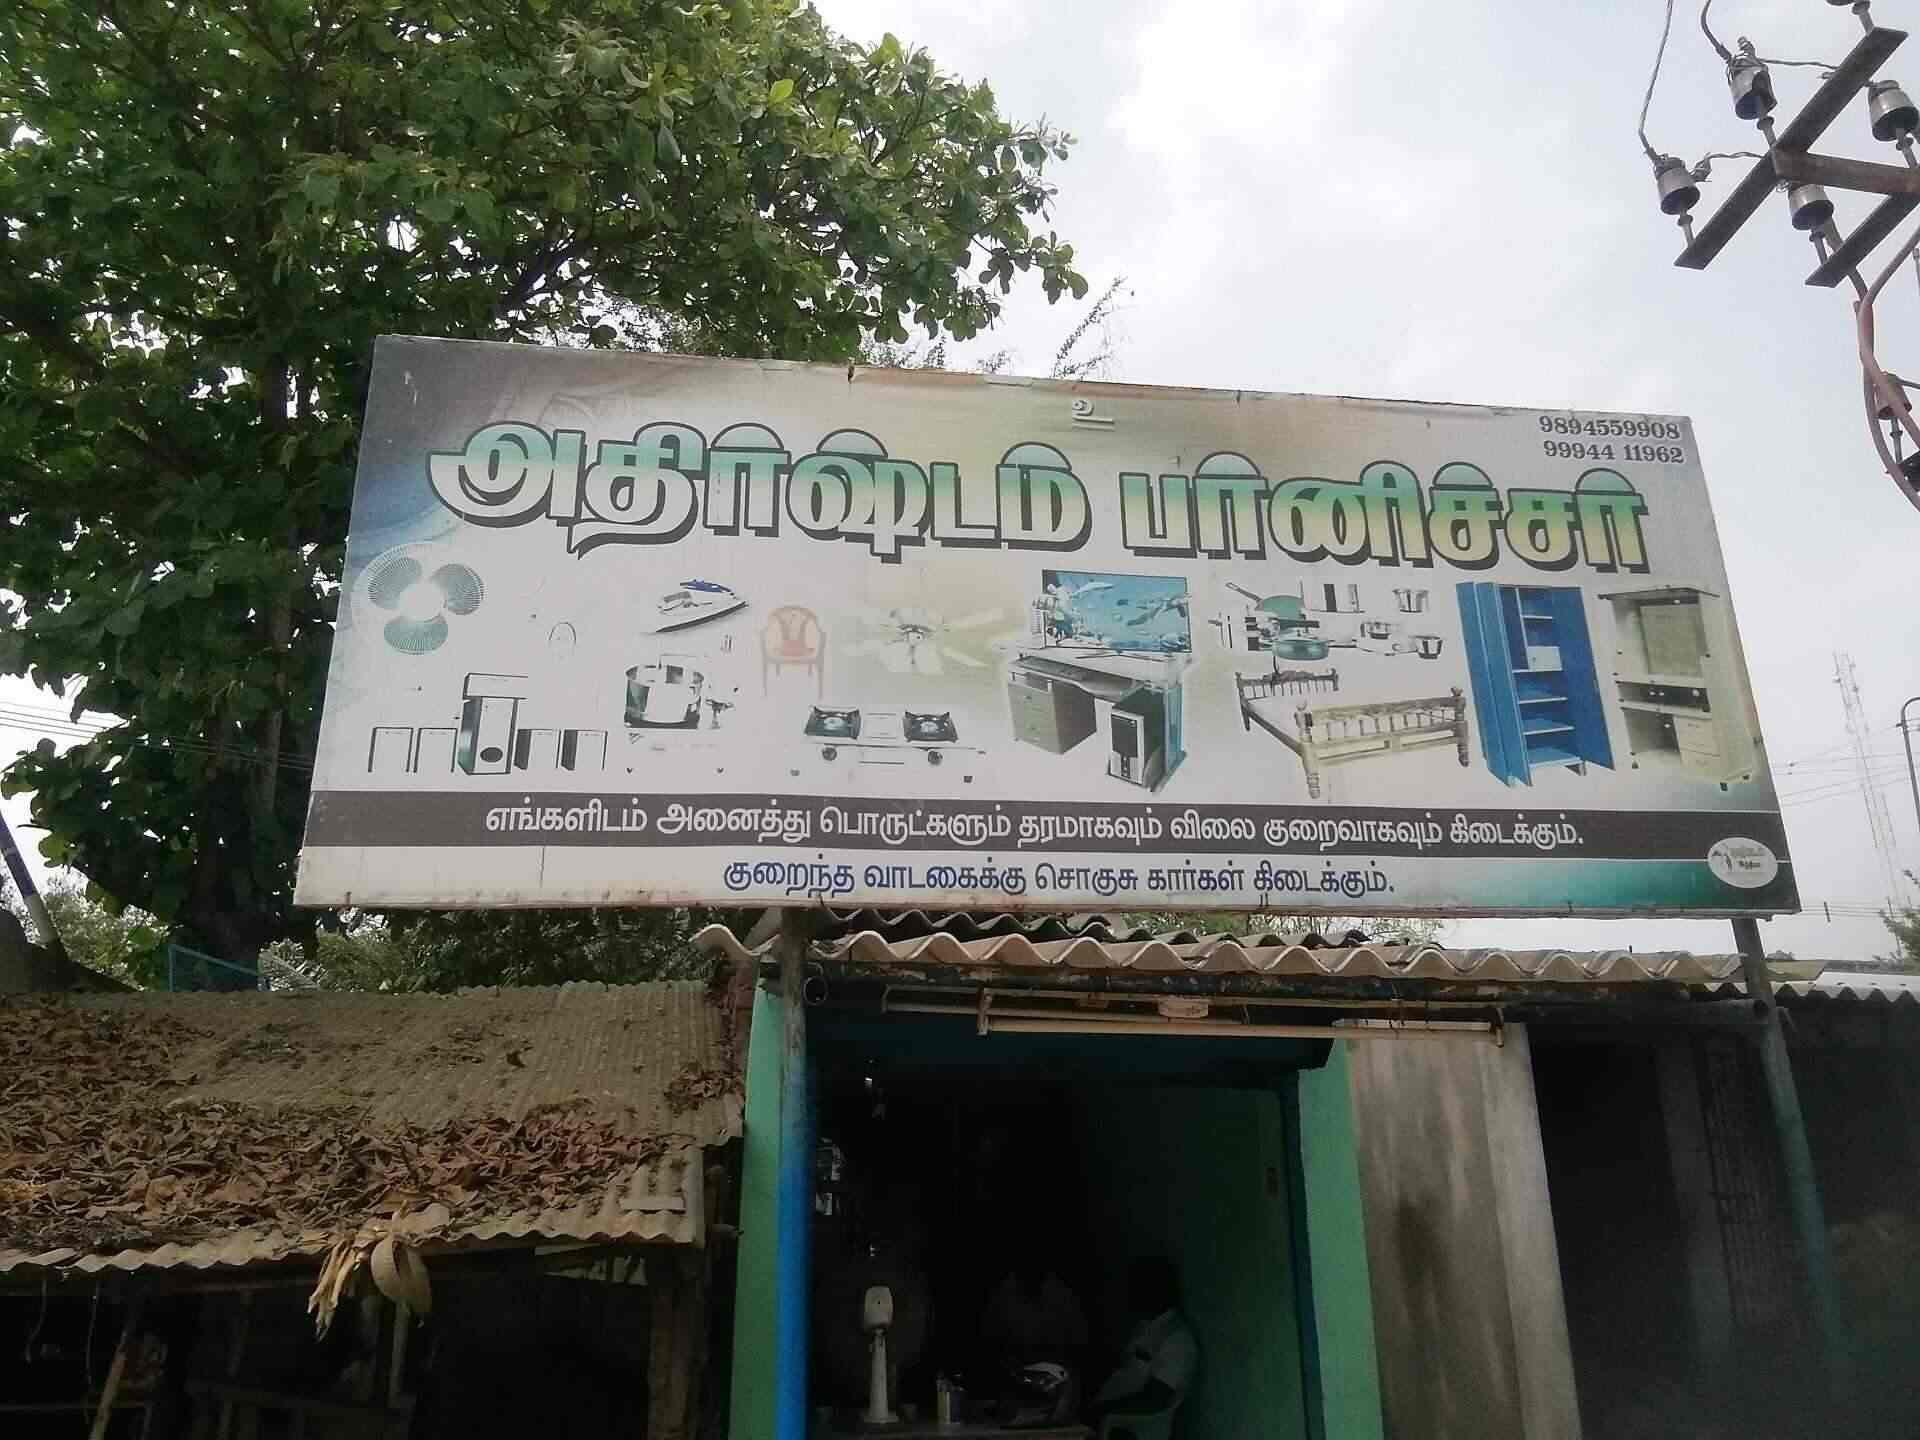 உ
9894559908
99944 11962
அதிர்ஷ்டம் பர்னிச்சர்
எங்களிடம் அனைத்து பொருட்களும் தரமாகவும் விலை குறைவாகவும் கிடைக்கும்.
குறைந்த வாடகைக்கு சொகுசு கார்கள் கிடைக்கும்.